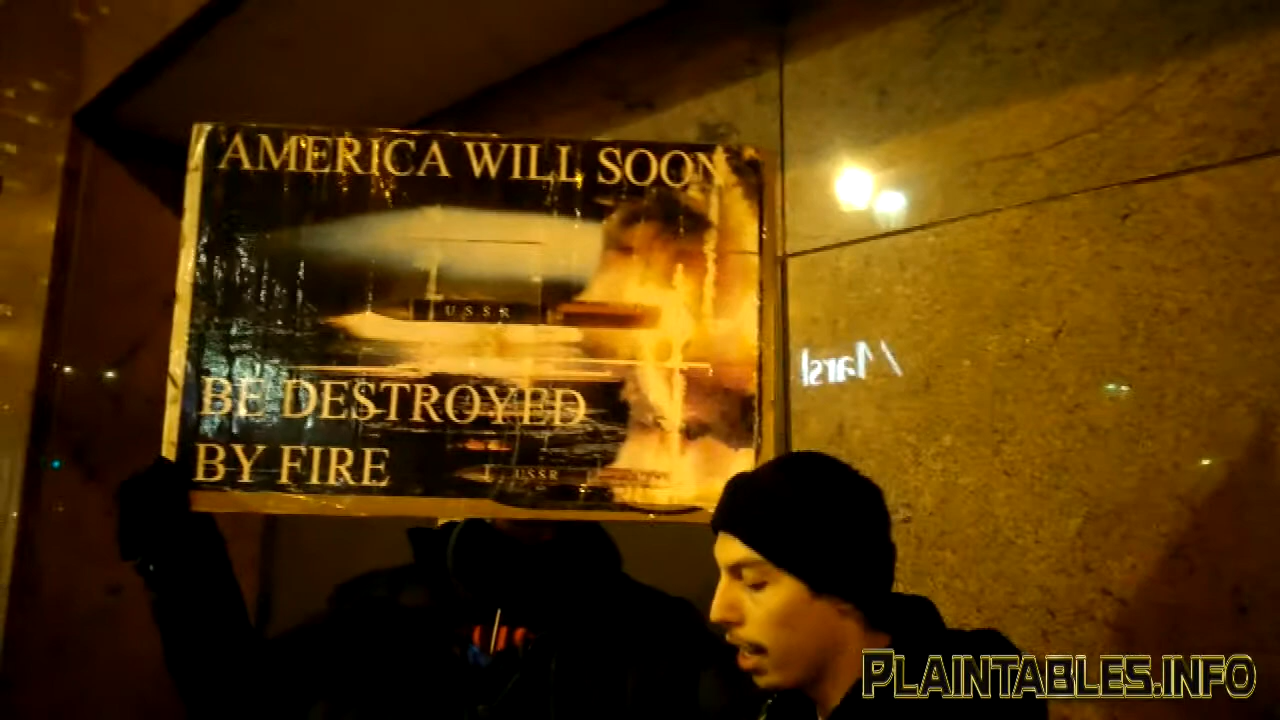 AMERICA WILL SOON
USSR
BE DESTROYED
BY FIRE
USSR
PLAINTABLES.INFO